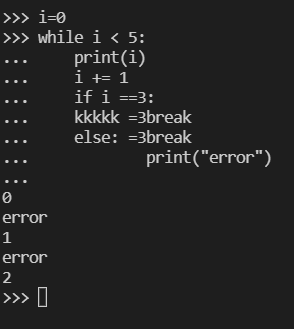 >>> i=0
>>> while i < 5:
...     print(i)
...     i += 1
...     if i ==3:
...     kkkkk =3break
...     else: =3break
...             print("error")
...
0
error
1
error
2
>>>